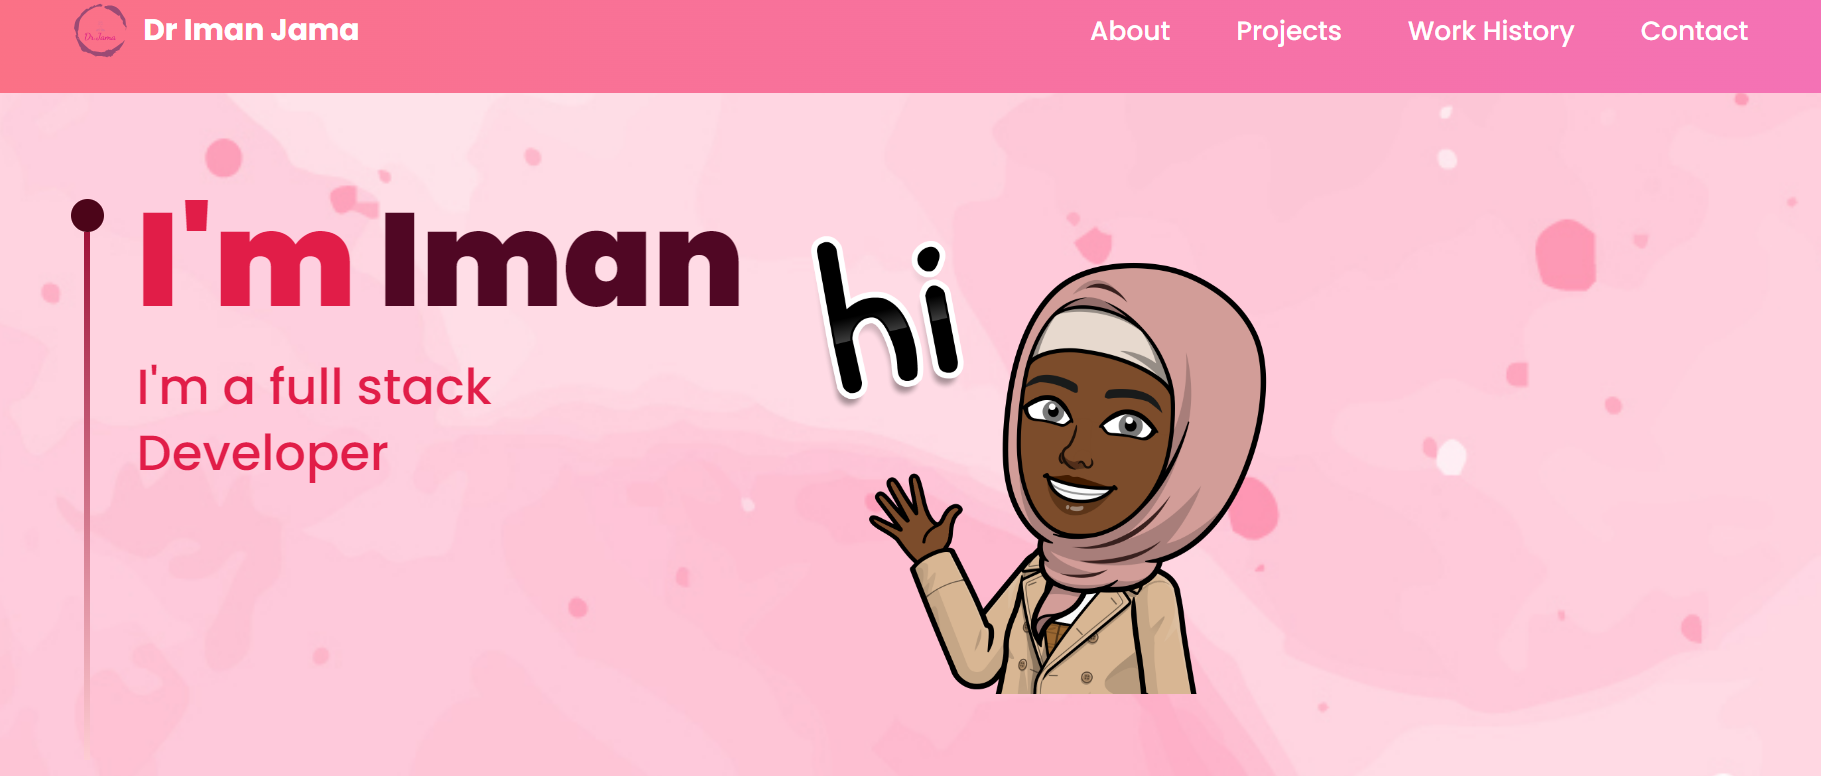 Dr.Jama
Dr Iman Jama
About
Projects
Work History
Contact
I'm Iman
hi
I'm a full stack
Developer